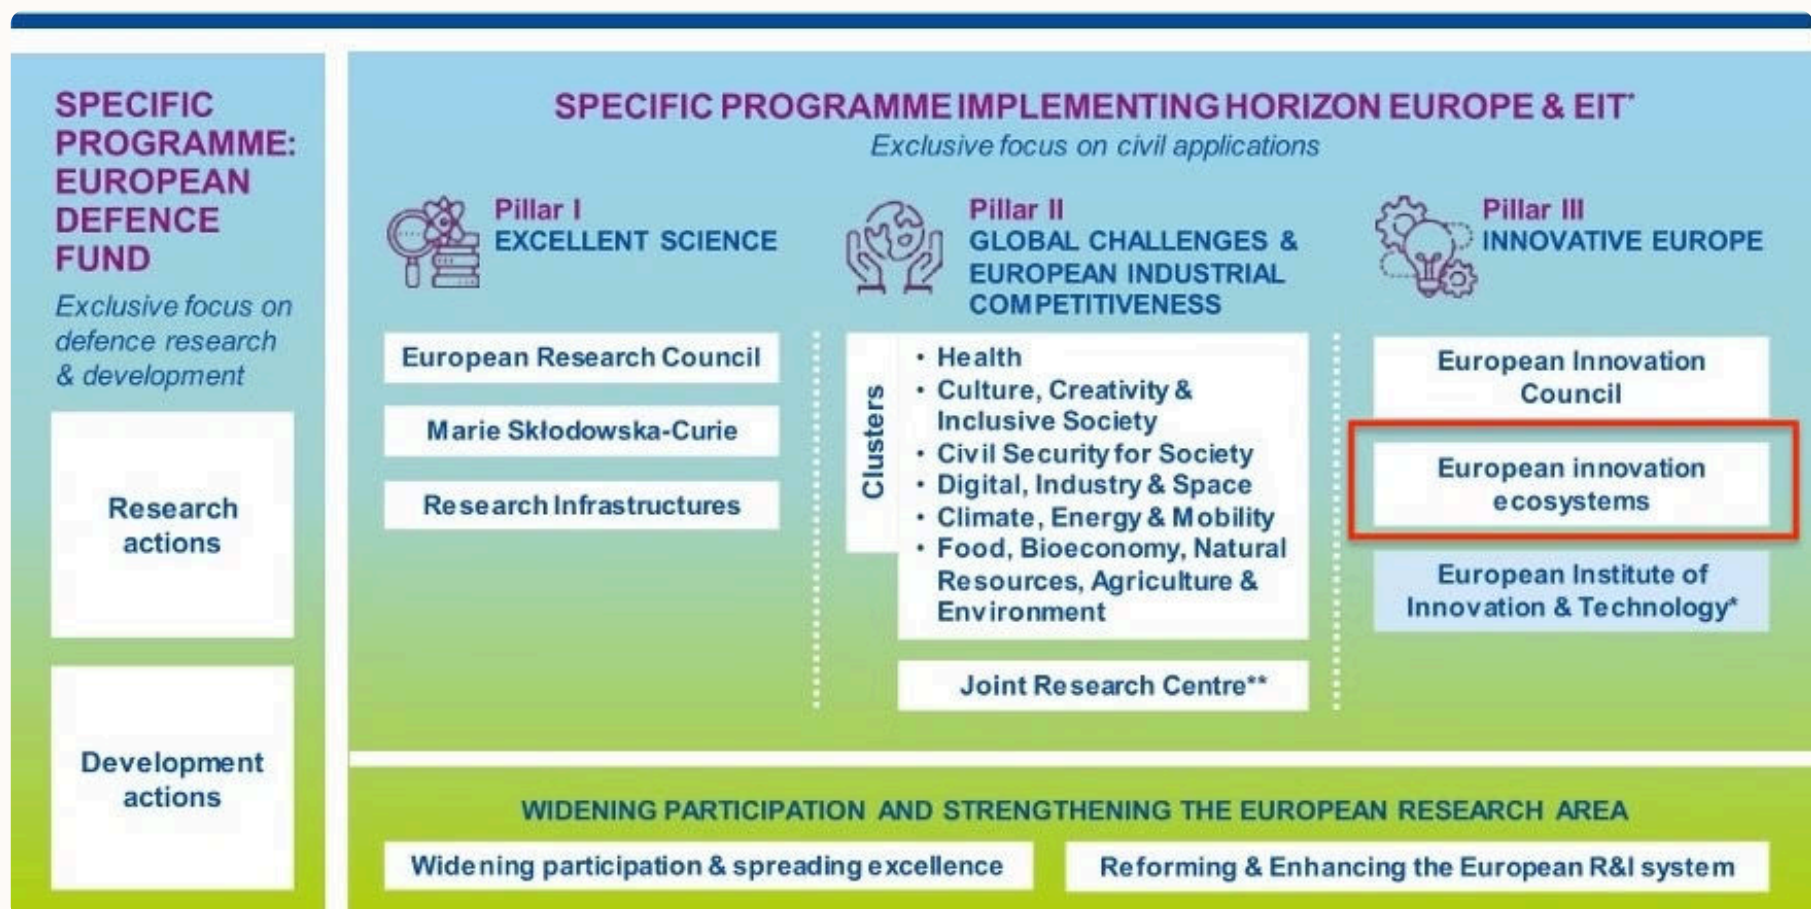 SPECIFIC
PROGRAMME:
EUROPEAN
DEFENCE
FUND
Exclusive focus on
defence research
& development
Research
actions
Development
actions
SPECIFIC PROGRAMME IMPLEMENTING HORIZON EUROPE & EIT*
Exclusive focus on civil applications
Pillar I
EXCELLENT SCIENCE
European Research Council
Marie Skłodowska-Curie
Research Infrastructures
Pillar II
GLOBAL CHALLENGES &
EUROPEAN INDUSTRIAL
COMPETITIVENESS
Clusters
• Health
• Culture, Creativity &
Inclusive Society
• Civil Security for Society
• Digital, Industry & Space
• Climate, Energy & Mobility
• Food, Bioeconomy, Natural
Resources, Agriculture &
Environment
Joint Research Centre**
Pillar III
INNOVATIVE EUROPE
European Innovation
Council
European innovation
ecosystems
European Institute of
Innovation & Technology*
WIDENING PARTICIPATION AND STRENGTHENING THE EUROPEAN RESEARCH AREA
Widening participation & spreading excellence
Reforming & Enhancing the European R&I system